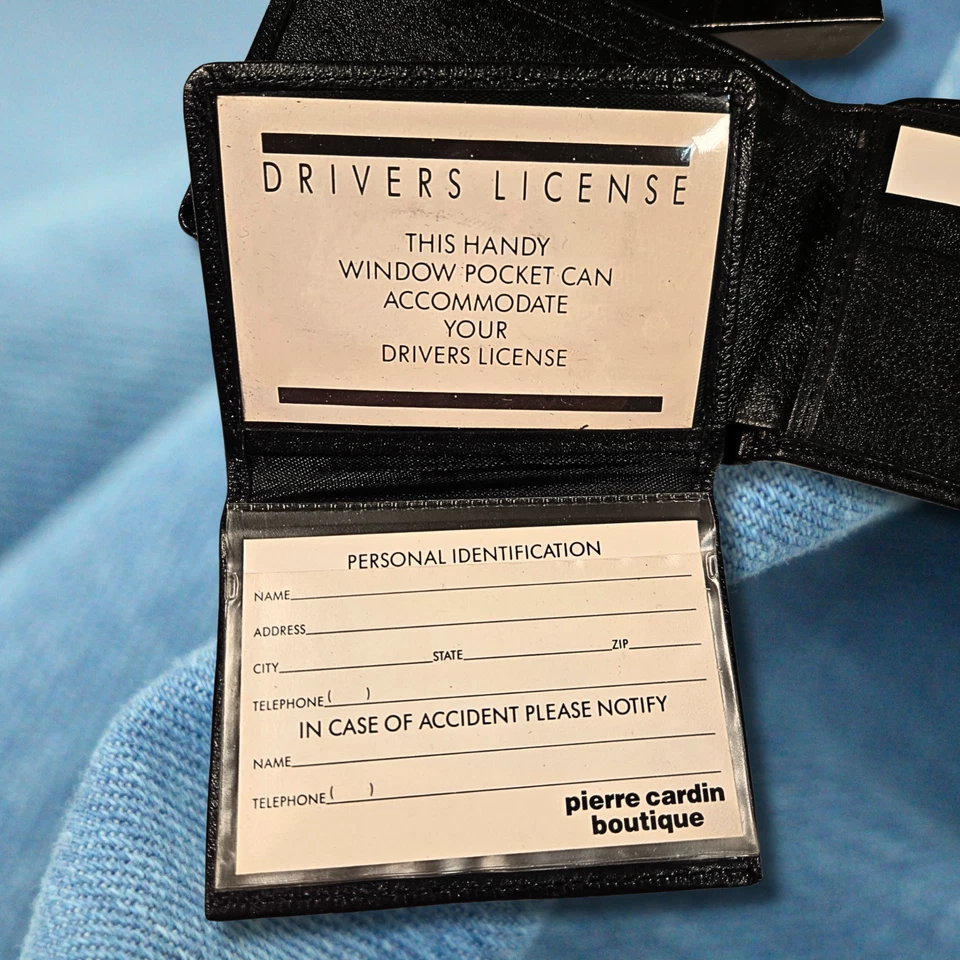 DRIVERS LICENSE
THIS HANDY
WINDOW POCKET CAN
ACCOMMODATE
YOUR
DRIVERS LICENSE
PERSONAL IDENTIFICATION
NAME
ADDRESS
CITY STATE ZIP
TELEPHONE ( )
IN CASE OF ACCIDENT PLEASE NOTIFY
NAME
TELEPHONE ( )
pierre cardin
boutique